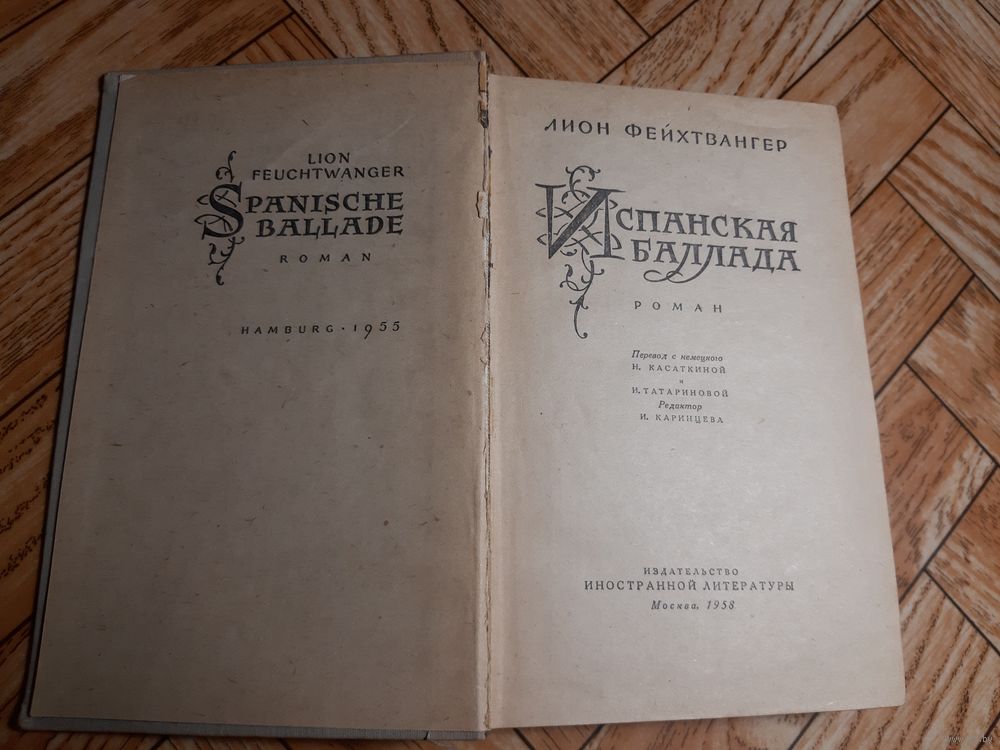 LION
FEUCHTWANGER
SPANISCHE
BALLADE
ROMAN
HAMBURG · 1955
ЛИОН ФЕЙХТВАНГЕР
ИСПАНСКАЯ
БАЛЛАДА
РОМАН
Перевод с немецкого
Н. КАСАТКИНОЙ
и
И. ТАТАРИНОВОЙ
Редактор
И. КАРИНЦЕВА
ИЗДАТЕЛЬСТВО
ИНОСТРАННОЙ ЛИТЕРАТУРЫ
Москва, 1958